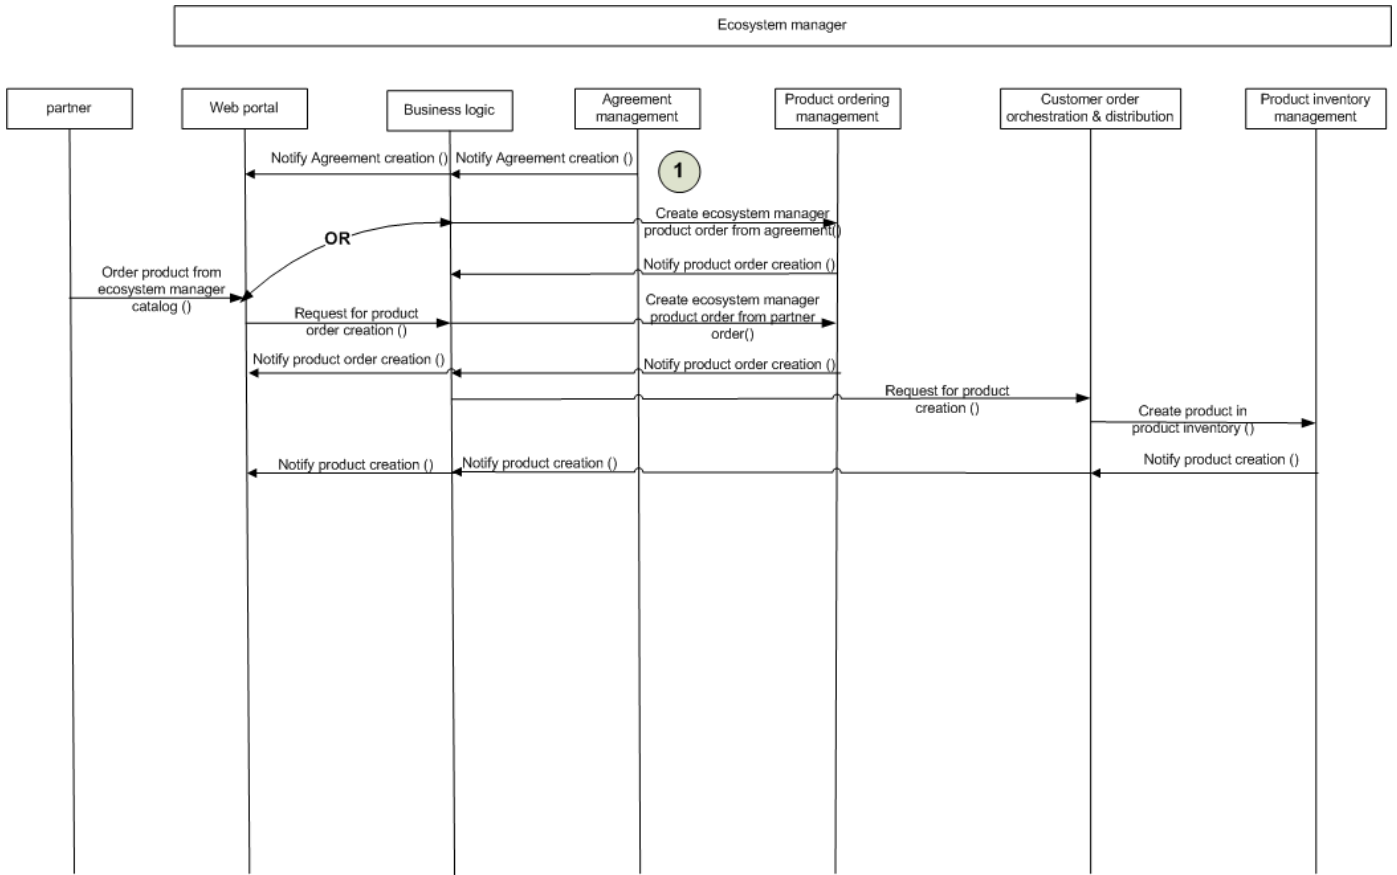 Ecosystem manager
partner
Web portal
Business logic
Agreement
management
Product ordering
management
Customer order
orchestration & distribution
Product inventory
management
Notify Agreement creation ()
Notify Agreement creation ()
1
Create ecosystem manager
product order from agreement()
OR
Notify product order creation ()
Order product from
ecosystem manager
catalog ()
Request for product
order creation ()
Create ecosystem manager
product order from partner
order()
Notify product order creation ()
Notify product order creation ()
Request for product
creation ()
Create product in
product inventory ()
Notify product creation ()
Notify product creation ()
Notify product creation ()